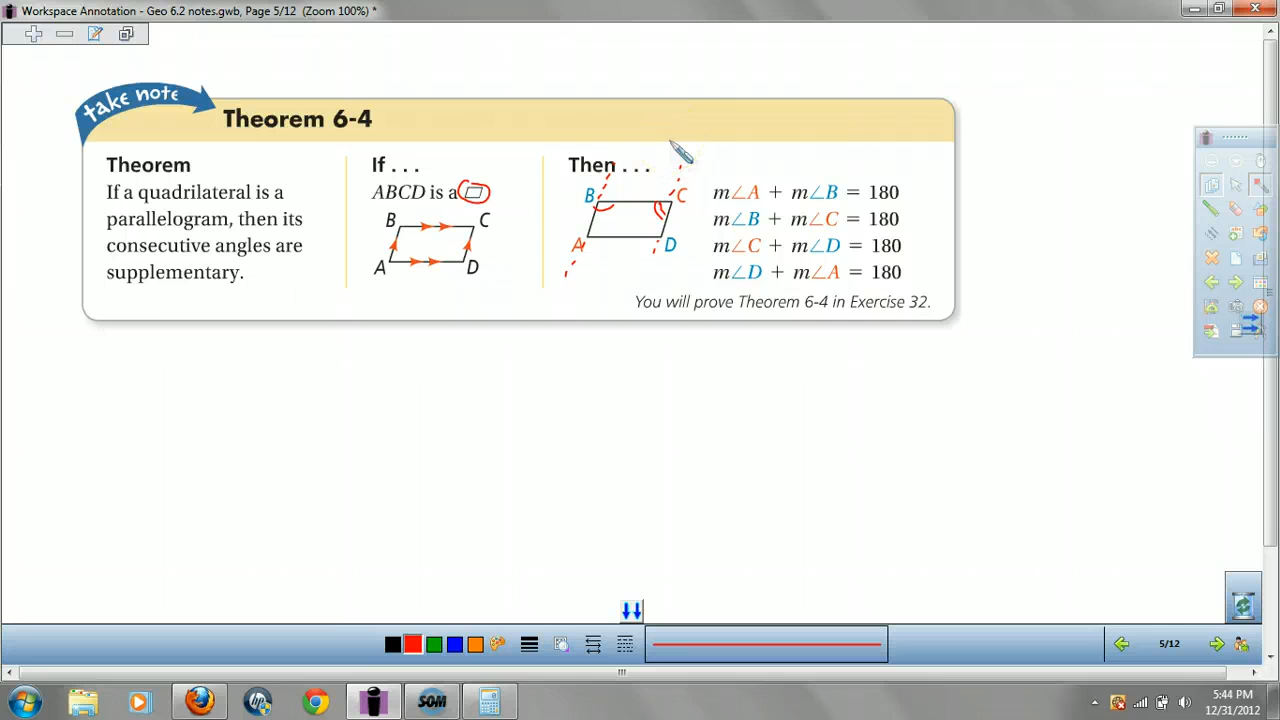 Workspace Annotation - Geo 6.2 notes.gwb, Page 5/12 (Zoom 100%) *
take note
Theorem 6-4
Theorem
If a quadrilateral is a
parallelogram, then its
consecutive angles are
supplementary.
If . . .
ABCD is a ▱
B C
A D
Then . . .
B C
A D
m∠A + m∠B = 180
m∠B + m∠C = 180
m∠C + m∠D = 180
m∠D + m∠A = 180
You will prove Theorem 6-4 in Exercise 32.
5/12
hp
SOM
5:44 PM
12/31/2012